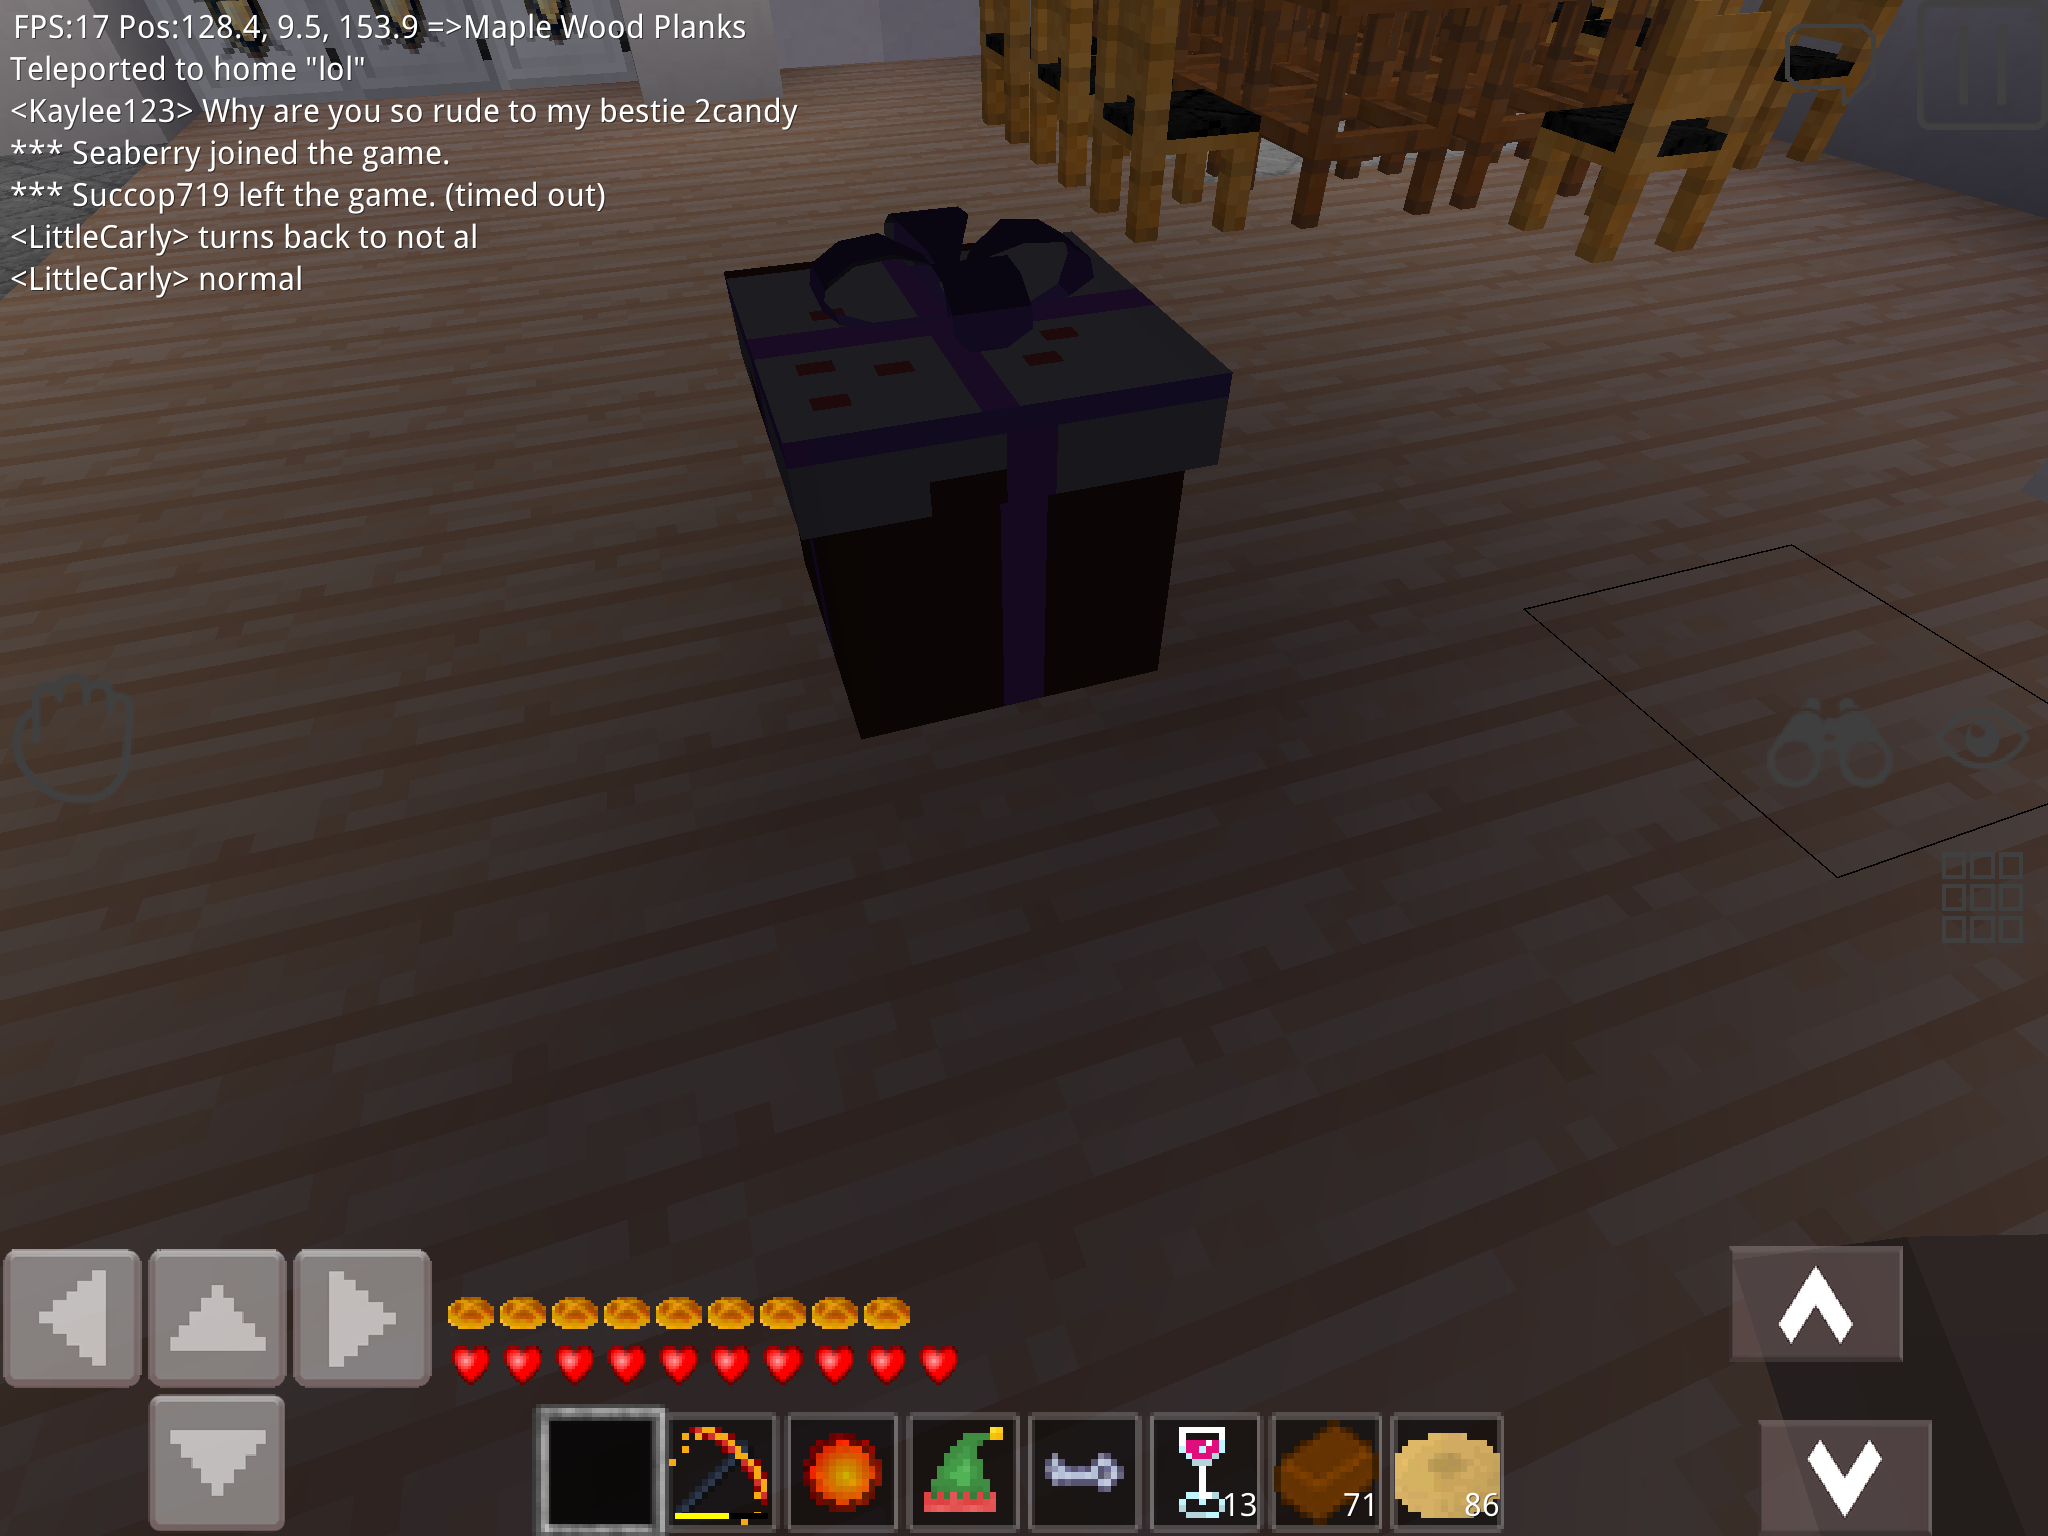 FPS:17 Pos:128.4, 9.5, 153.9 =>Maple Wood Planks
Teleported to home "lol"
<Kaylee123> Why are you so rude to my bestie 2candy
*** Seaberry joined the game.
*** Succop719 left the game. (timed out)
<LittleCarly> turns back to not al
<LittleCarly> normal
13 71 86